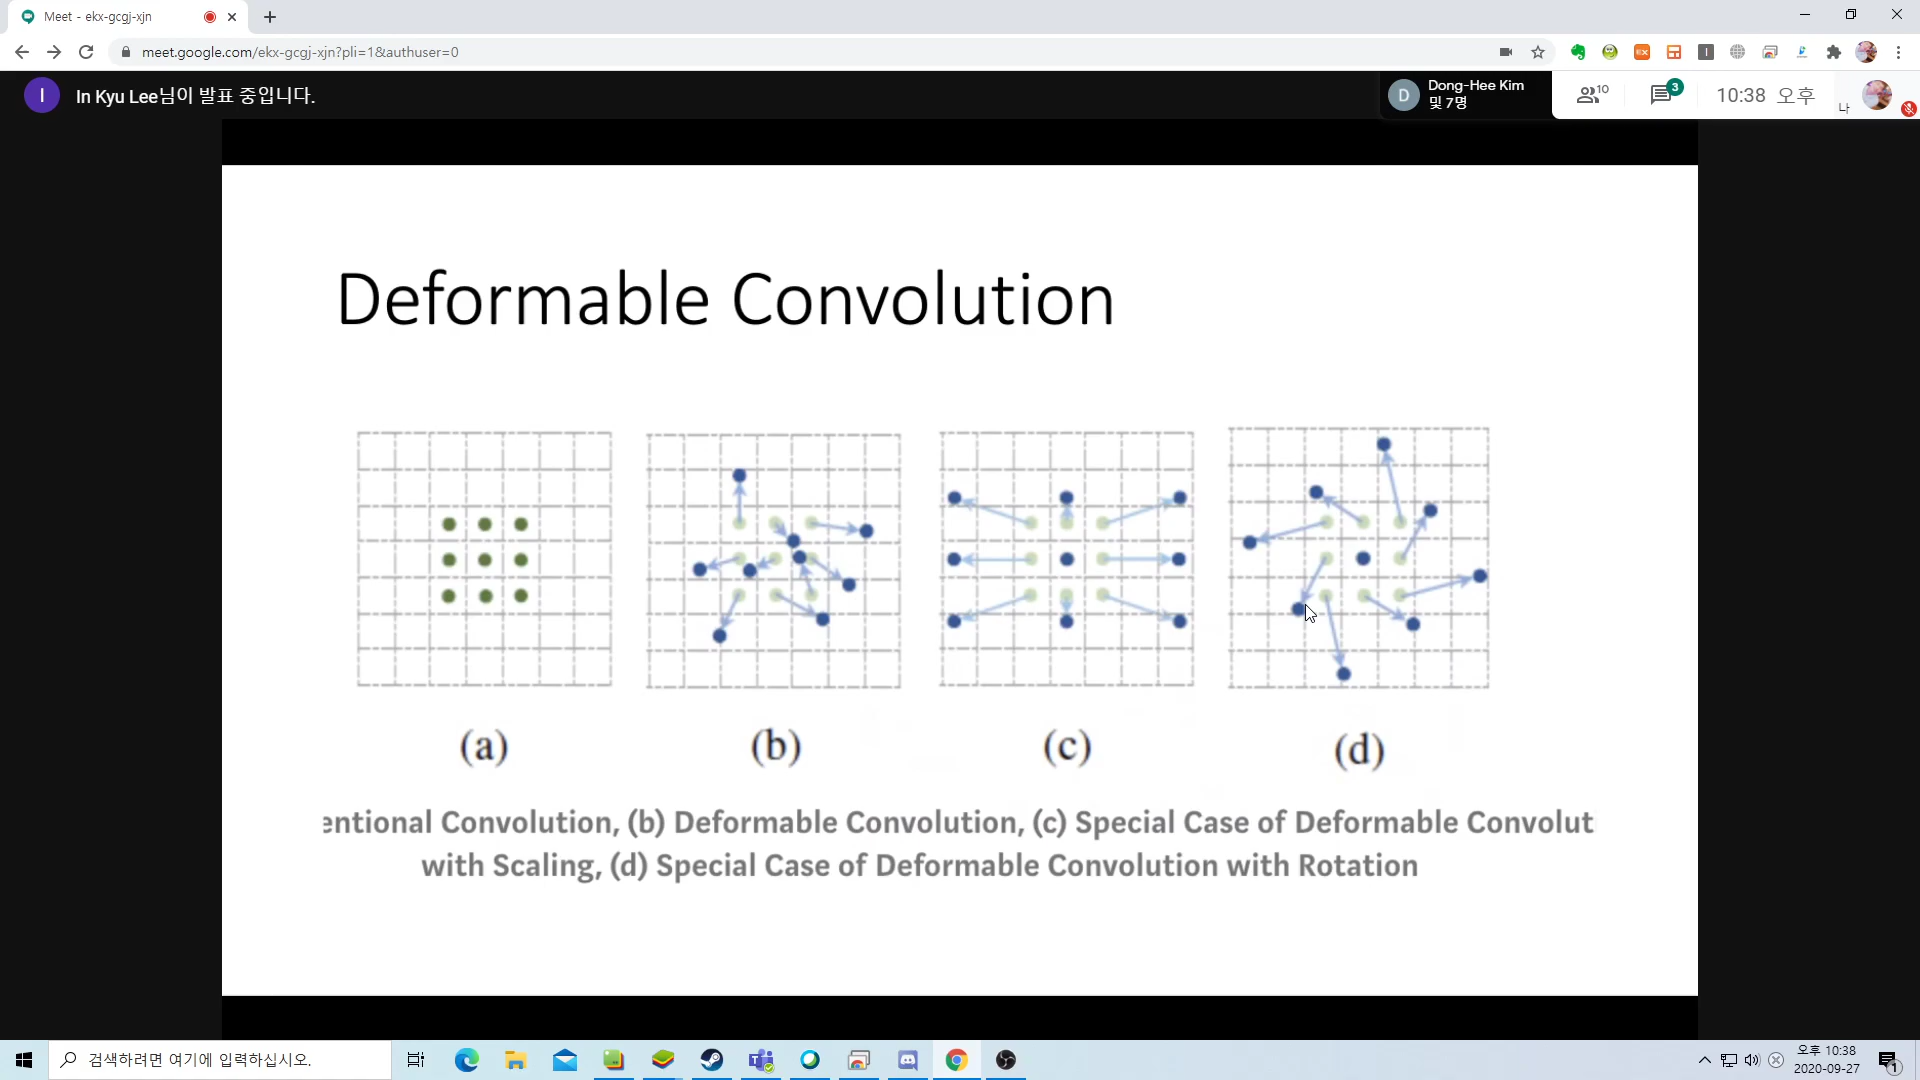 Meet - ekx-gcgj-xjn
meet.google.com/ekx-gcgj-xjn?pli=1&authuser=0
I
In Kyu Lee님이 발표 중입니다.
D
Dong-Hee Kim
및 7명
10
3
10:38 오후
나
Deformable Convolution
(a) (b) (c) (d)
entional Convolution, (b) Deformable Convolution, (c) Special Case of Deformable Convolut
with Scaling, (d) Special Case of Deformable Convolution with Rotation
검색하려면 여기에 입력하십시오.
오후 10:38
2020-09-27
1